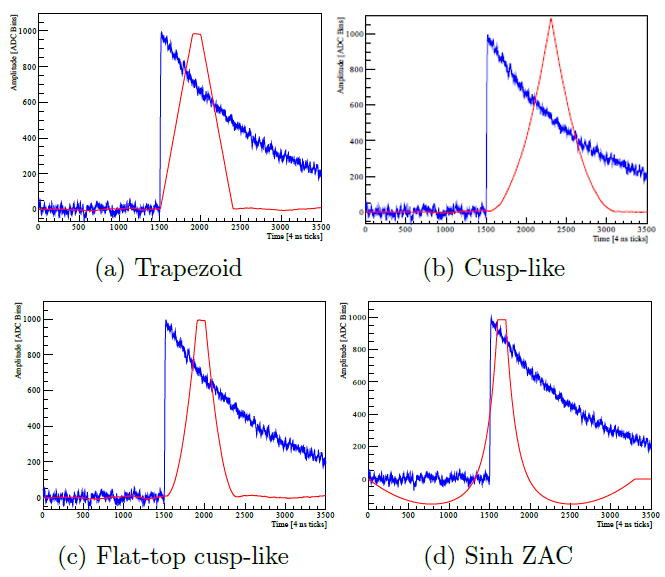 Amplitude [ADC Bins]
1000
800
600
400
200
0
0 500 1000 1500 2000 2500 3000 3500
Time [4 ns ticks]
(a) Trapezoid
Amplitude [ADC Bins]
1000
800
600
400
200
0
0 500 1000 1500 2000 2500 3000 3500
Time [4 ns ticks]
(b) Cusp-like
Amplitude [ADC Bins]
1000
800
600
400
200
0
0 500 1000 1500 2000 2500 3000 3500
Time [4 ns ticks]
(c) Flat-top cusp-like
Amplitude [ADC Bins]
1000
800
600
400
200
0
0 500 1000 1500 2000 2500 3000 3500
Time [4 ns ticks]
(d) Sinh ZAC